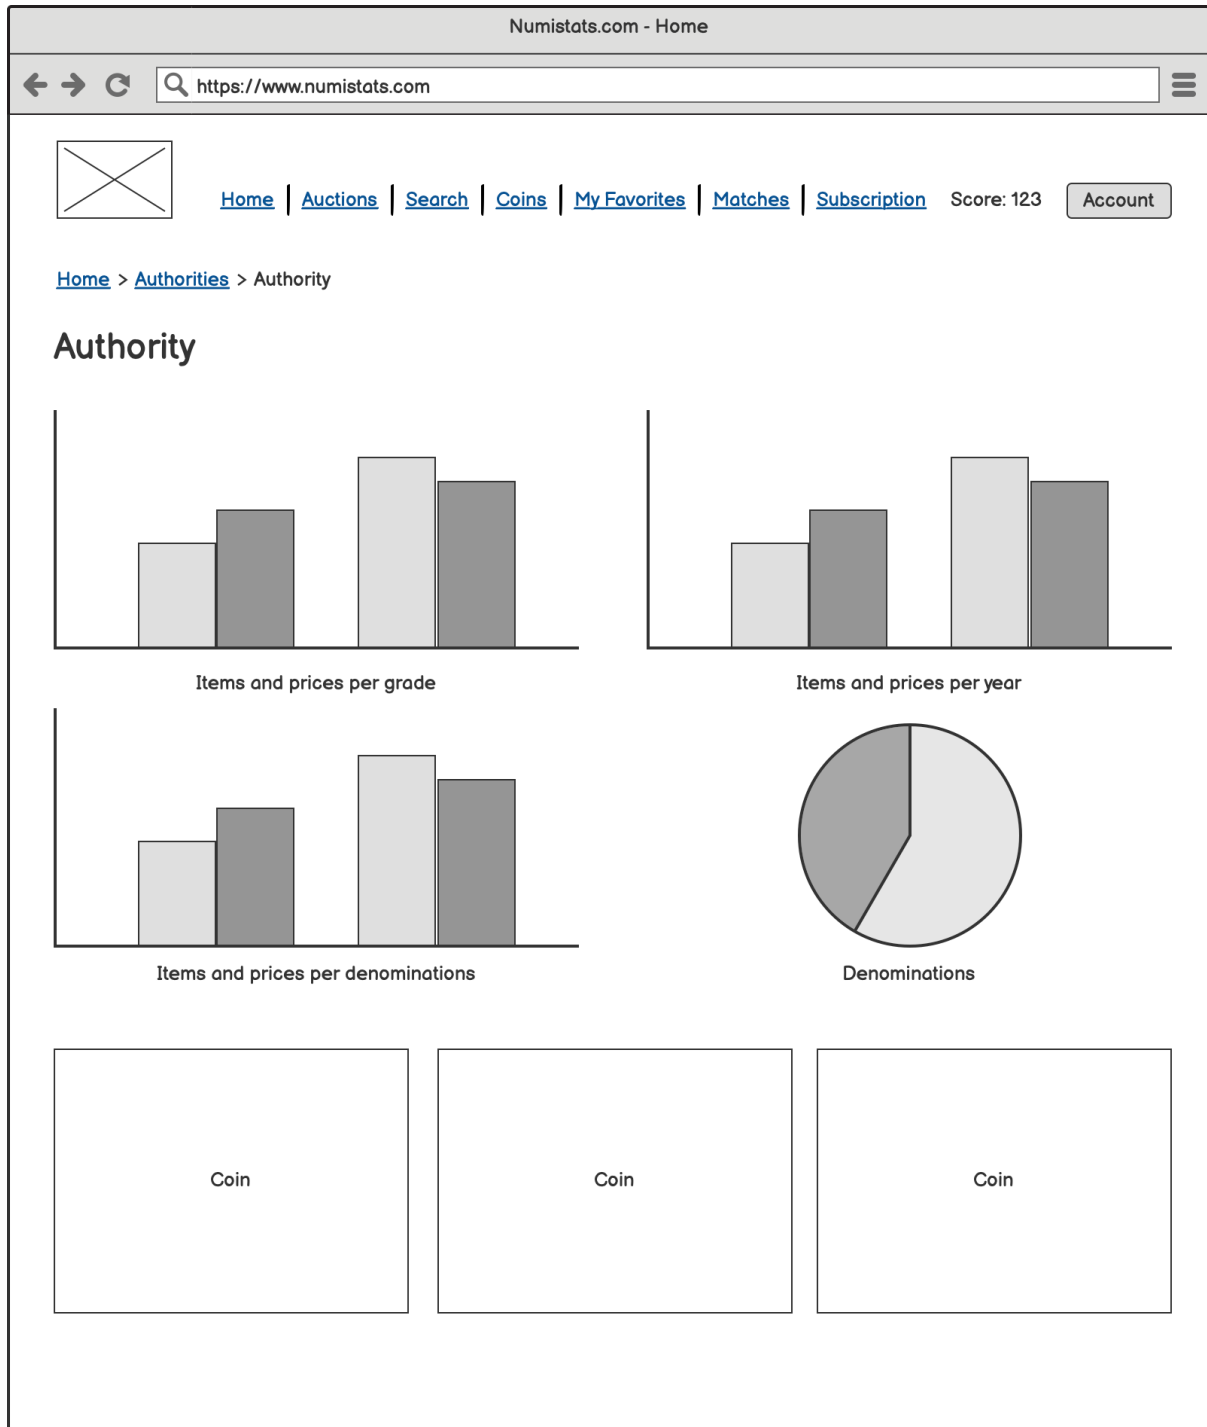 Numistats.com - Home
https://www.numistats.com
Home Auctions Search Coins My Favorites Matches Subscription Score: 123 Account
Home > Authorities > Authority
Authority
Items and prices per grade
Items and prices per year
Items and prices per denominations
Denominations
Coin
Coin
Coin